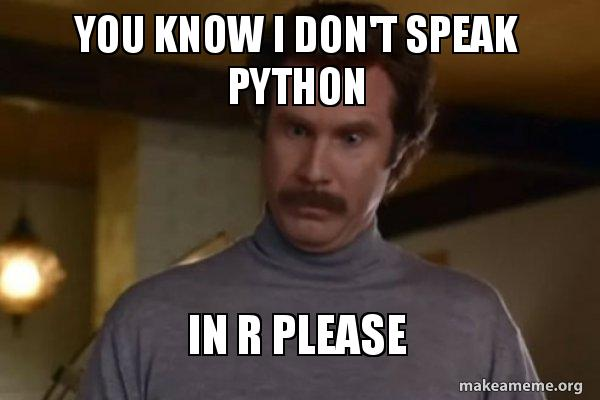 YOU KNOW I DON'T SPEAK
PYTHON
IN R PLEASE
makeameme.org